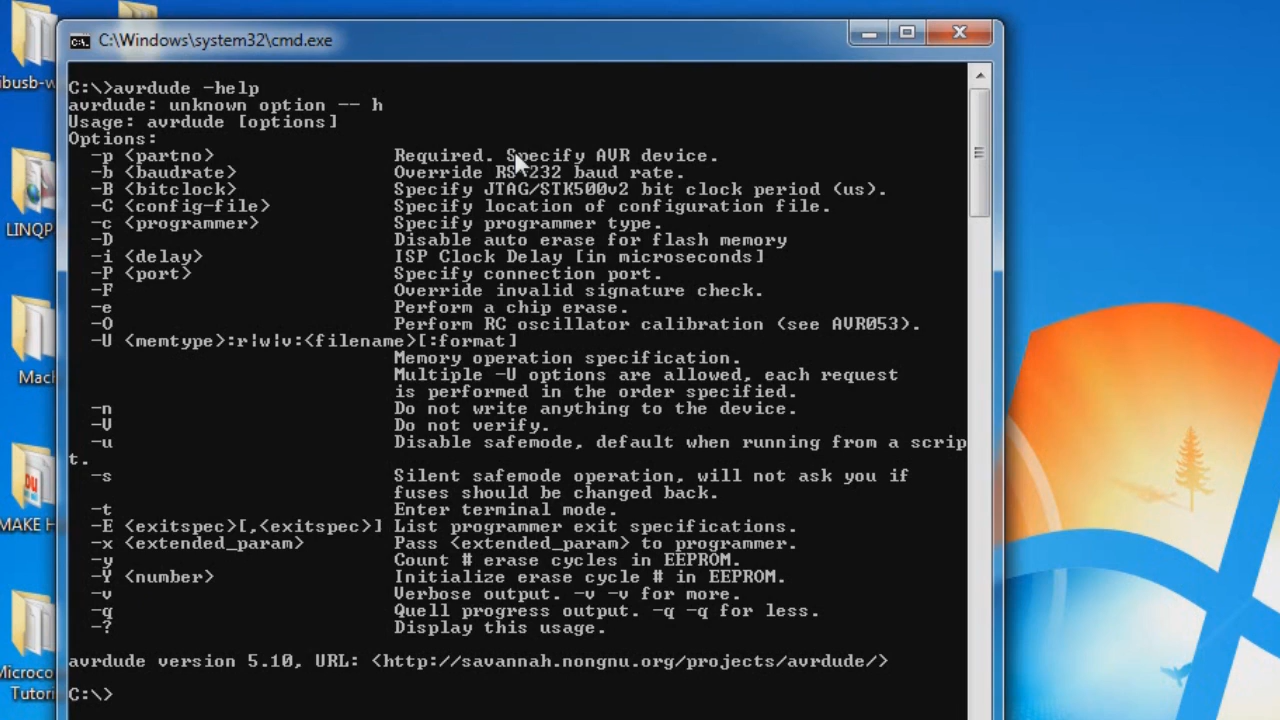 C:\Windows\system32\cmd.exe
C:\>avrdude -help
avrdude: unknown option -- h
Usage: avrdude [options]
Options:
-p <partno> Required. Specify AVR device.
-b <baudrate> Override RS-232 baud rate.
-B <bitclock> Specify JTAG/STK500v2 bit clock period (us).
-C <config-file> Specify location of configuration file.
-c <programmer> Specify programmer type.
-D Disable auto erase for flash memory
-i <delay> ISP Clock Delay [in microseconds]
-P <port> Specify connection port.
-F Override invalid signature check.
-e Perform a chip erase.
-O Perform RC oscillator calibration (see AVR053).
-U <memtype>:r|w|v:<filename>[:format]
Memory operation specification.
Multiple -U options are allowed, each request
is performed in the order specified.
-n Do not write anything to the device.
-V Do not verify.
-u Disable safemode, default when running from a scrip
t.
-s Silent safemode operation, will not ask you if
fuses should be changed back.
-t Enter terminal mode.
-E <exitspec>[,<exitspec>] List programmer exit specifications.
-x <extended_param> Pass <extended_param> to programmer.
-y Count # erase cycles in EEPROM.
-Y <number> Initialize erase cycle # in EEPROM.
-v Verbose output. -v -v for more.
-q Quell progress output. -q -q for less.
-? Display this usage.
avrdude version 5.10, URL: <http://savannah.nongnu.org/projects/avrdude/>
C:\>
ibusb-w
LINQP
Mach
MAKE H
Microco
Tutori